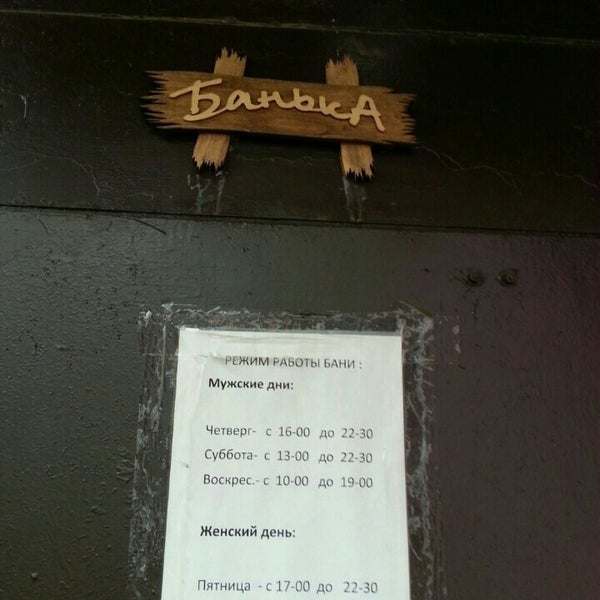 БанькА
РЕЖИМ РАБОТЫ БАНИ :
Мужские дни:
Четверг- с 16-00 до 22-30
Суббота- с 13-00 до 22-30
Воскрес.- с 10-00 до 19-00
Женский день:
Пятница - с 17-00 до 22-30